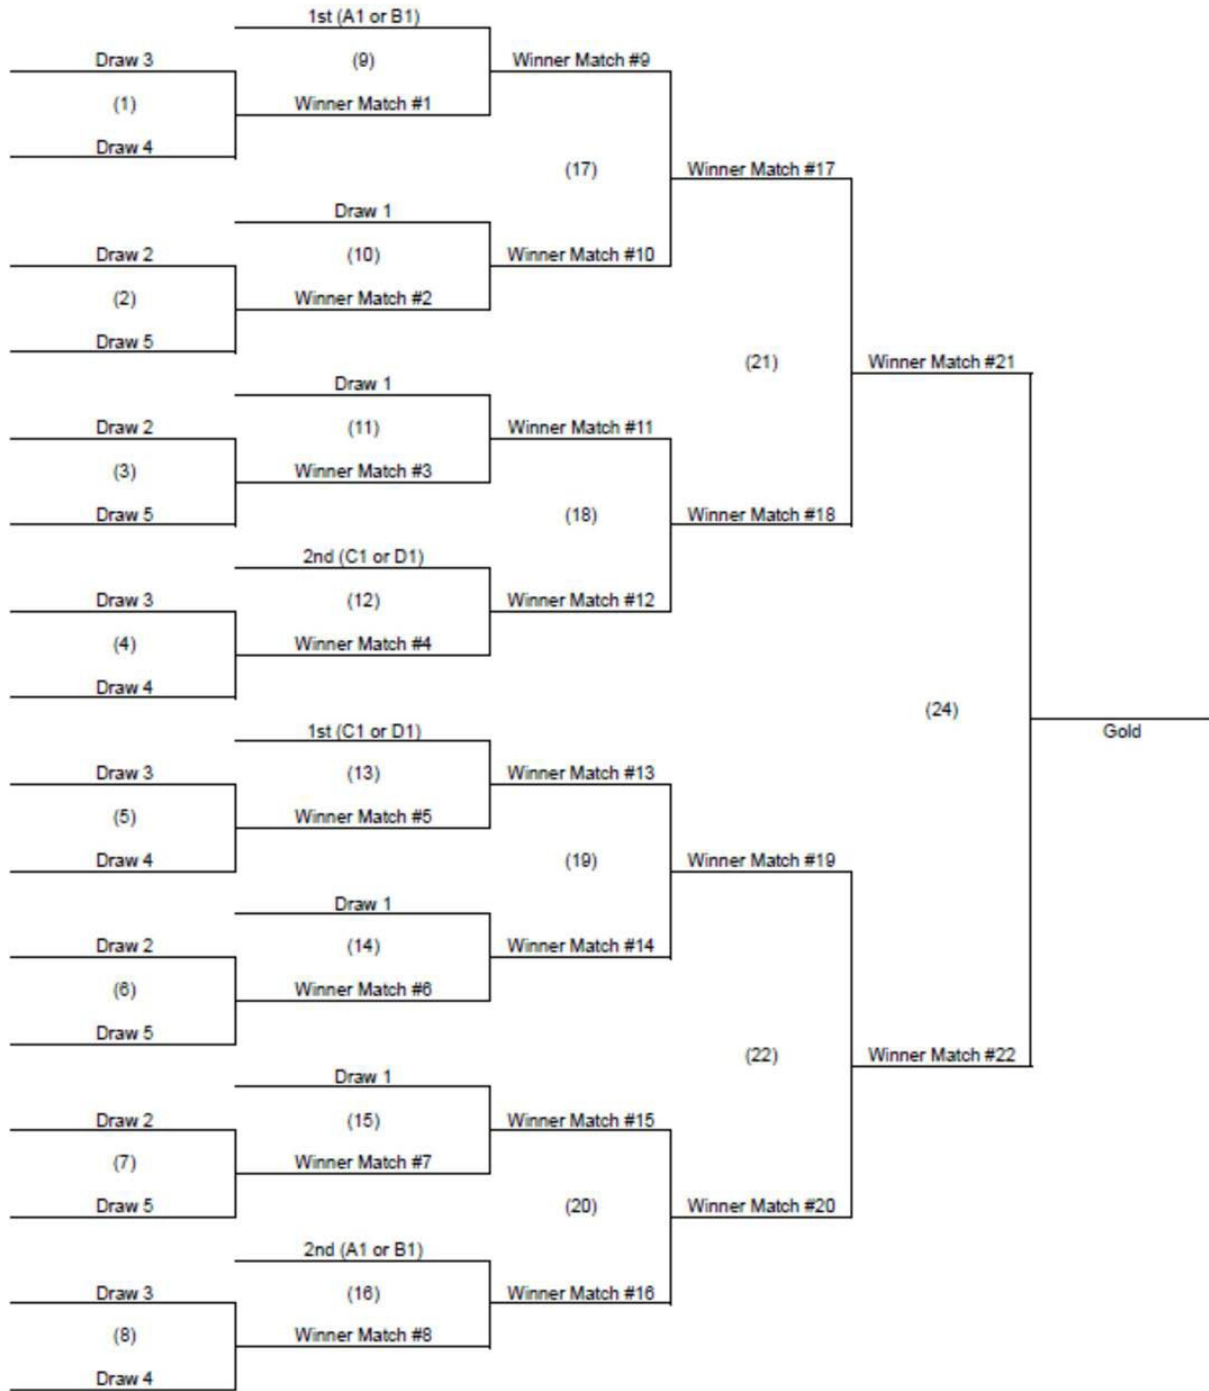 1st (A1 or B1)
Draw 3
(9)
Winner Match #9
(1)
Winner Match #1
Draw 4
(17)
Winner Match #17
Draw 1
Draw 2
(10)
Winner Match #10
(2)
Winner Match #2
Draw 5
(21)
Winner Match #21
Draw 1
Draw 2
(11)
Winner Match #11
(3)
Winner Match #3
Draw 5
(18)
Winner Match #18
2nd (C1 or D1)
Draw 3
(12)
Winner Match #12
(4)
Winner Match #4
Draw 4
(24)
Gold
1st (C1 or D1)
Draw 3
(13)
Winner Match #13
(5)
Winner Match #5
Draw 4
(19)
Winner Match #19
Draw 1
Draw 2
(14)
Winner Match #14
(6)
Winner Match #6
Draw 5
(22)
Winner Match #22
Draw 1
Draw 2
(15)
Winner Match #15
(7)
Winner Match #7
Draw 5
(20)
Winner Match #20
2nd (A1 or B1)
Draw 3
(16)
Winner Match #16
(8)
Winner Match #8
Draw 4